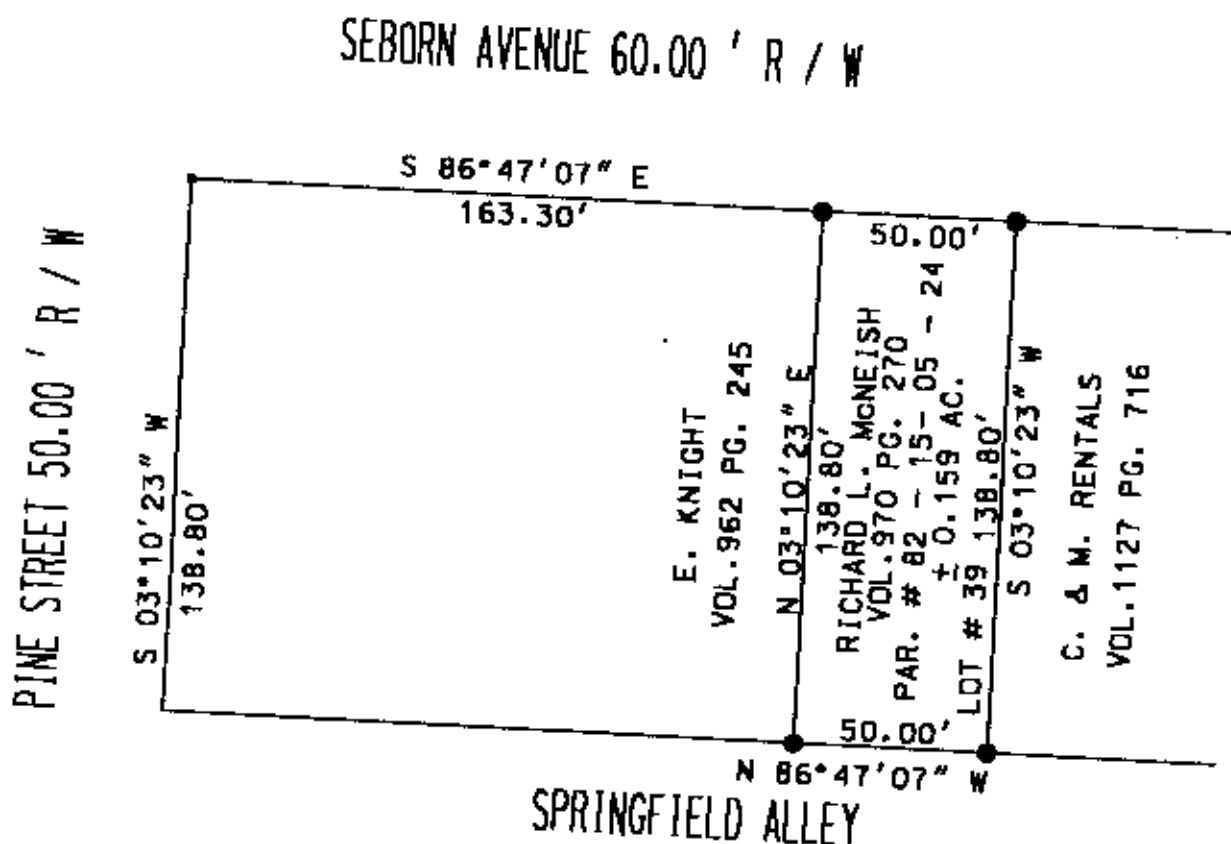 SEBORN AVENUE 60.00 ' R / W
S 86°47'07" E
163.30'
50.00'
PINE STREET 50.00 ' R / W
S 03°10'23" W
138.80'
E. KNIGHT
VOL.962 PG. 245
N 03°10'23" E
138.80'
RICHARD L. McNEISH
VOL.970 PG. 270
PAR. # 82 - 15- 05 - 24
± 0.159 AC.
LOT # 39 138.80'
S 03°10'23" W
C. & M. RENTALS
VOL.1127 PG. 716
50.00'
N 86°47'07" W
SPRINGFIELD ALLEY